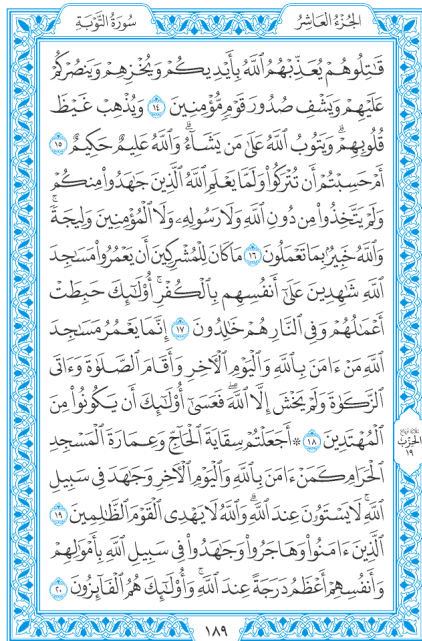 سُورَةُ التَّوْبَةِ
الجُزْءُ العَاشِرُ
قَٰتِلُوهُمْ يُعَذِّبْهُمُ ٱللَّهُ بِأَيْدِيكُمْ وَيُخْزِهِمْ وَيَنصُرْكُمْ
عَلَيْهِمْ وَيَشْفِ صُدُورَ قَوْمٍ مُّؤْمِنِينَ ١٤ وَيُذْهِبْ غَيْظَ
قُلُوبِهِمْ ۗ وَيَتُوبُ ٱللَّهُ عَلَىٰ مَن يَشَآءُ ۗ وَٱللَّهُ عَلِيمٌ حَكِيمٌ ١٥
أَمْ حَسِبْتُمْ أَن تُتْرَكُوا۟ وَلَمَّا يَعْلَمِ ٱللَّهُ ٱلَّذِينَ جَٰهَدُوا۟ مِنكُمْ
وَلَمْ يَتَّخِذُوا۟ مِن دُونِ ٱللَّهِ وَلَا رَسُولِهِۦ وَلَا ٱلْمُؤْمِنِينَ وَلِيجَةً ۚ
وَٱللَّهُ خَبِيرٌۢ بِمَا تَعْمَلُونَ ١٦ مَا كَانَ لِلْمُشْرِكِينَ أَن يَعْمُرُوا۟ مَسَٰجِدَ
ٱللَّهِ شَٰهِدِينَ عَلَىٰٓ أَنفُسِهِم بِٱلْكُفْرِ ۚ أُو۟لَٰٓئِكَ حَبِطَتْ
أَعْمَٰلُهُمْ وَفِى ٱلنَّارِ هُمْ خَٰلِدُونَ ١٧ إِنَّمَا يَعْمُرُ مَسَٰجِدَ
ٱللَّهِ مَنْ ءَامَنَ بِٱللَّهِ وَٱلْيَوْمِ ٱلْءَاخِرِ وَأَقَامَ ٱلصَّلَوٰةَ وَءَاتَى
ٱلزَّكَوٰةَ وَلَمْ يَخْشَ إِلَّا ٱللَّهَ ۖ فَعَسَىٰٓ أُو۟لَٰٓئِكَ أَن يَكُونُوا۟ مِنَ
ٱلْمُهْتَدِينَ ١٨ ۞ أَجَعَلْتُمْ سِقَايَةَ ٱلْحَآجِّ وَعِمَارَةَ ٱلْمَسْجِدِ
ٱلْحَرَامِ كَمَنْ ءَامَنَ بِٱللَّهِ وَٱلْيَوْمِ ٱلْءَاخِرِ وَجَٰهَدَ فِى سَبِيلِ
ٱللَّهِ ۚ لَا يَسْتَوُۥنَ عِندَ ٱللَّهِ ۗ وَٱللَّهُ لَا يَهْدِى ٱلْقَوْمَ ٱلظَّٰلِمِينَ ١٩
ٱلَّذِينَ ءَامَنُوا۟ وَهَاجَرُوا۟ وَجَٰهَدُوا۟ فِى سَبِيلِ ٱللَّهِ بِأَمْوَٰلِهِمْ
وَأَنفُسِهِمْ أَعْظَمُ دَرَجَةً عِندَ ٱللَّهِ ۚ وَأُو۟لَٰٓئِكَ هُمُ ٱلْفَآئِزُونَ ٢٠
الحِزْب
١٩
١٨٩